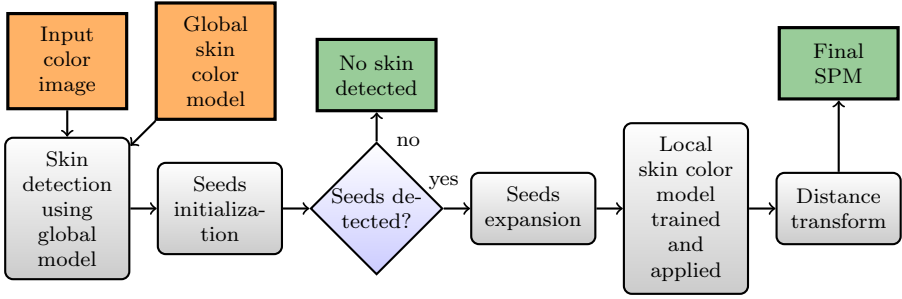 Input
color
image
Global
skin
color
model
No skin
detected
Final
SPM
no
yes
Skin
detection
using
global
model
Seeds
initializa-
tion
Seeds de-
tected?
Seeds
expansion
Local
skin color
model
trained
and
applied
Distance
transform